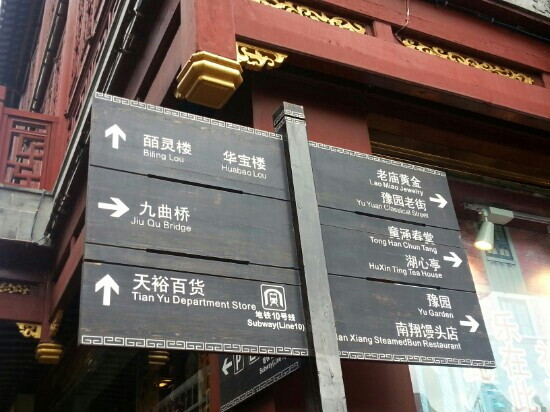 皕灵楼 华宝楼
Biling Lou Huabao Lou
九曲桥
Jiu Qu Bridge
天裕百货
Tian Yu Department Store
地铁10号线
Subway(Line10)
老庙黄金
Lao Miao Jewelry
豫园老街
Yu Yuan Classical Street
童涵春堂
Tong Han Chun Tang
湖心亭
HuXin Ting Tea House
豫园
Yu Garden
南翔馒头店
an Xiang SteamedBun Restaurant
P